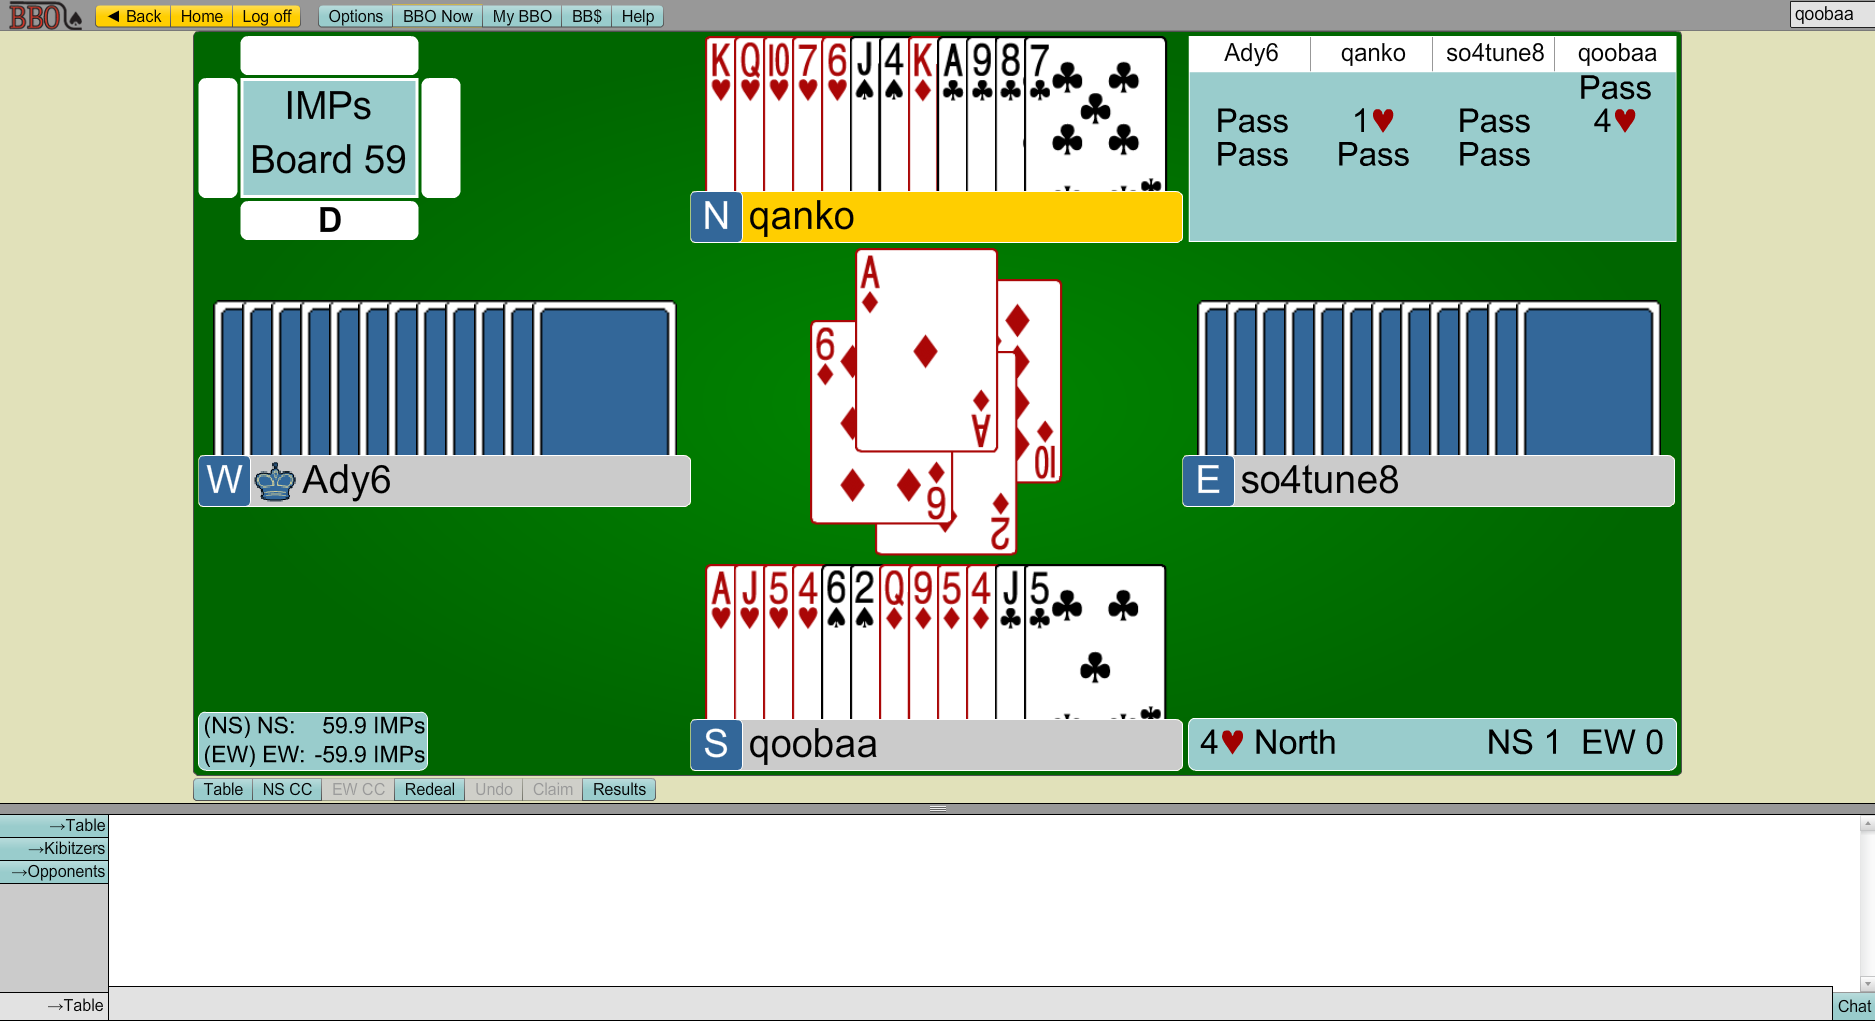 BBO ◄ Back Home Log off Options BBO Now My BBO BB$ Help qoobaa
IMPs
Board 59
D
K Q 10 7 6 J 4 K A 9 8 7
N qanko
Ady6 qanko so4tune8 qoobaa
Pass
Pass 1♥ Pass 4♥
Pass Pass Pass
A
A
6
6
10
2
W Ady6
E so4tune8
A J 5 4 6 2 Q 9 5 4 J 5
S qoobaa
(NS) NS: 59.9 IMPs
(EW) EW: -59.9 IMPs
4♥ North NS 1 EW 0
Table NS CC EW CC Redeal Undo Claim Results
→Table
→Kibitzers
→Opponents
→Table
Chat